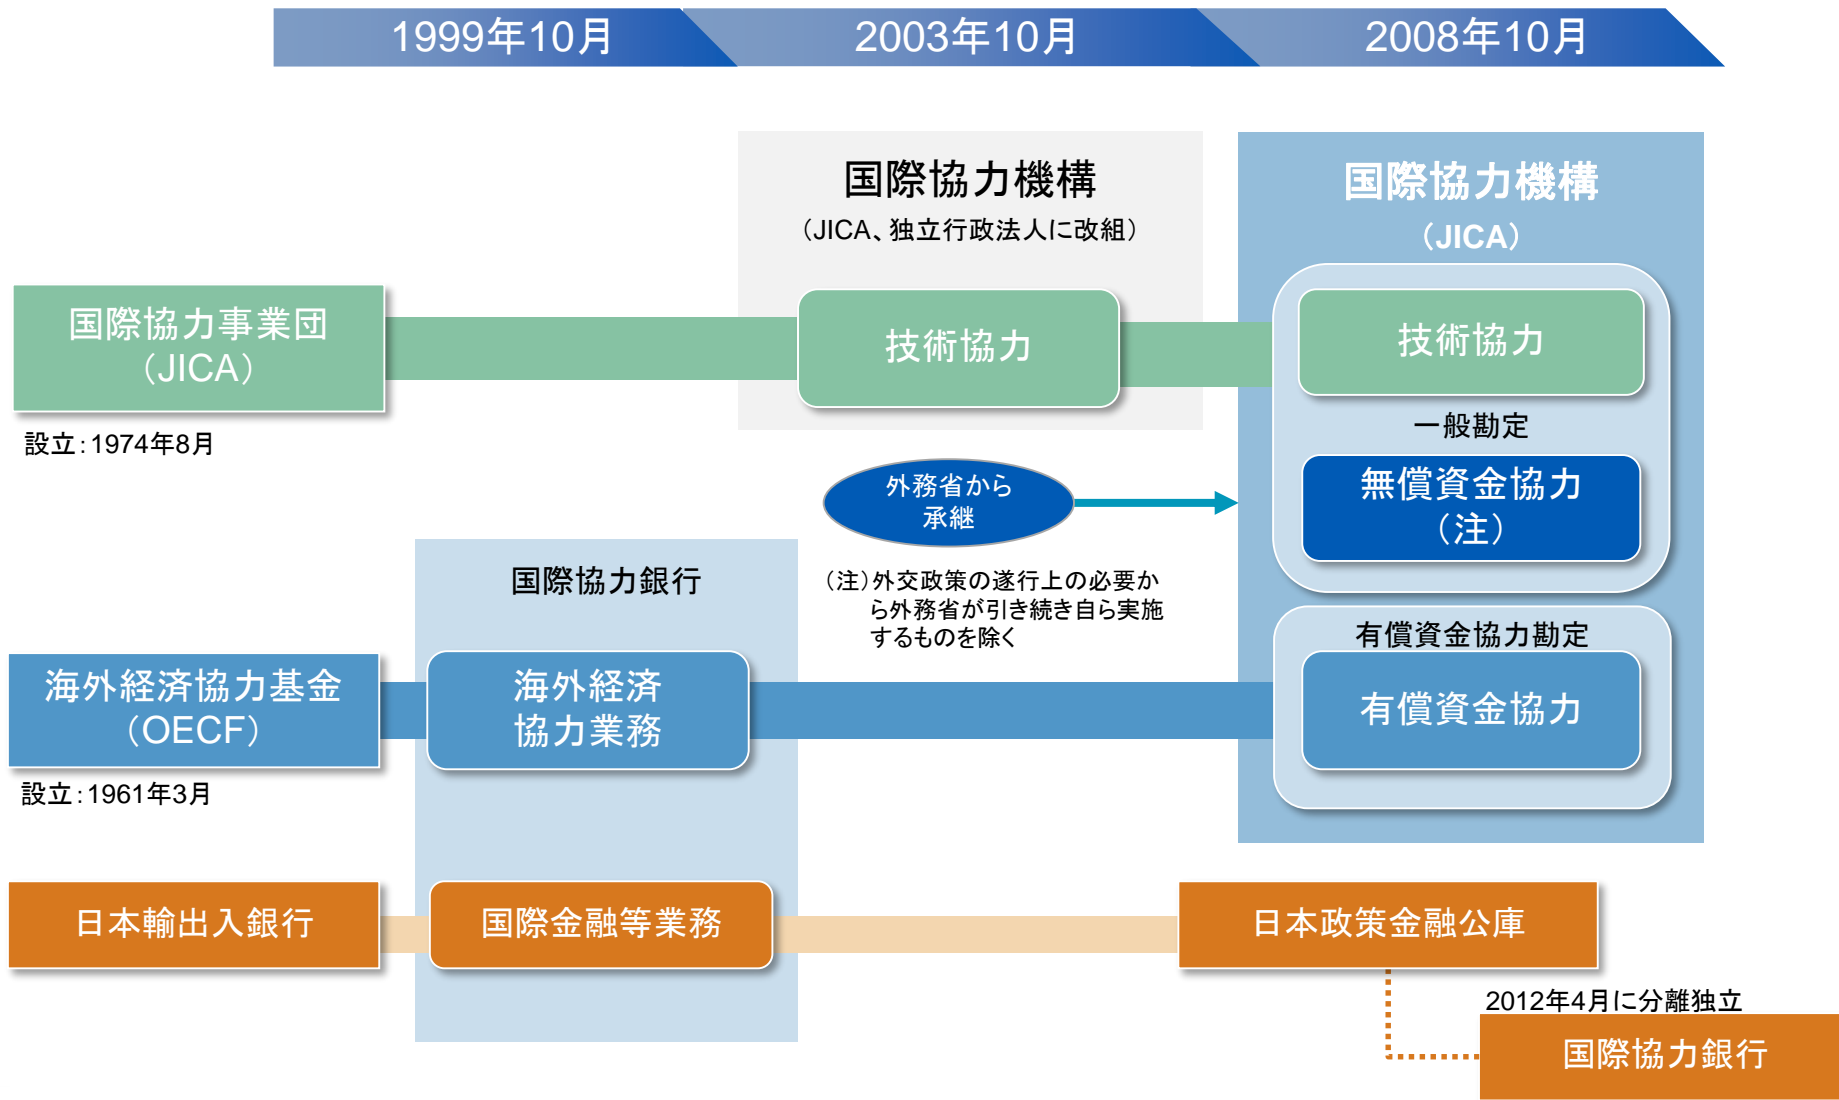 1999年10月
2003年10月
2008年10月
国際協力機構
（JICA、独立行政法人に改組）
国際協力機構
（JICA）
国際協力事業団
（JICA）
設立：1974年8月
技術協力
技術協力
一般勘定
外務省から
承継
無償資金協力
（注）
（注）外交政策の遂行上の必要か
ら外務省が引き続き自ら実施
するものを除く
国際協力銀行
有償資金協力勘定
海外経済協力基金
（OECF）
設立：1961年3月
海外経済
協力業務
有償資金協力
日本輸出入銀行
国際金融等業務
日本政策金融公庫
2012年4月に分離独立
国際協力銀行